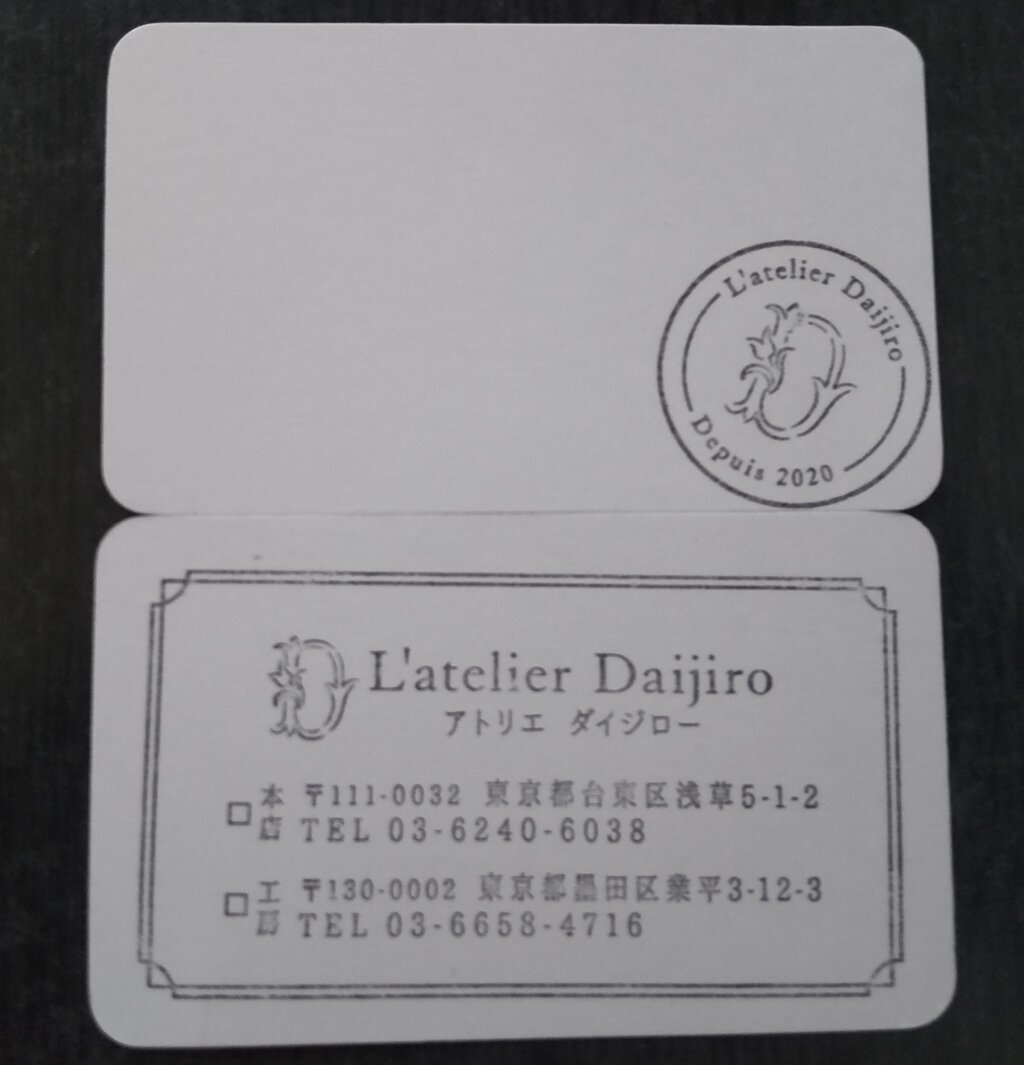 L'atelier Daijiro
Depuis 2020
L'atelier Daijiro
アトリエ ダイジロー
本店 〒111-0032 東京都台東区浅草5-1-2
TEL 03-6240-6038
工房 〒130-0002 東京都墨田区業平3-12-3
TEL 03-6658-4716